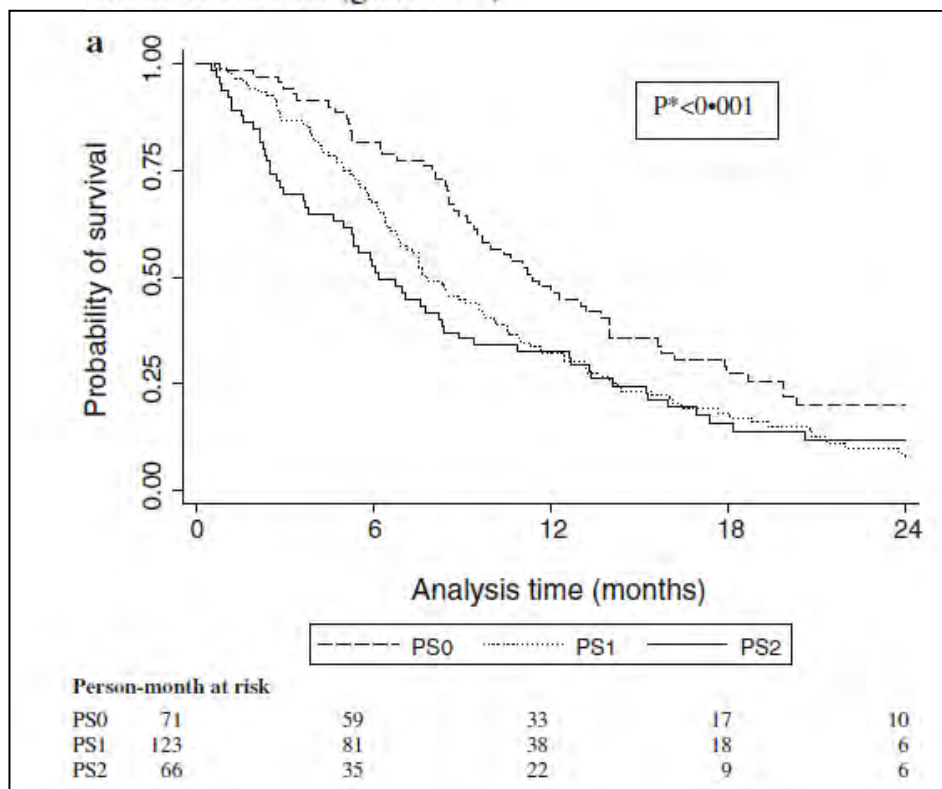 a
P*<0•001
Probability of survival
1.00
0.75
0.50
0.25
0.00
0 6 12 18 24
Analysis time (months)
PS0 PS1 PS2
Person-month at risk
PS0 71 59 33 17 10
PS1 123 81 38 18 6
PS2 66 35 22 9 6